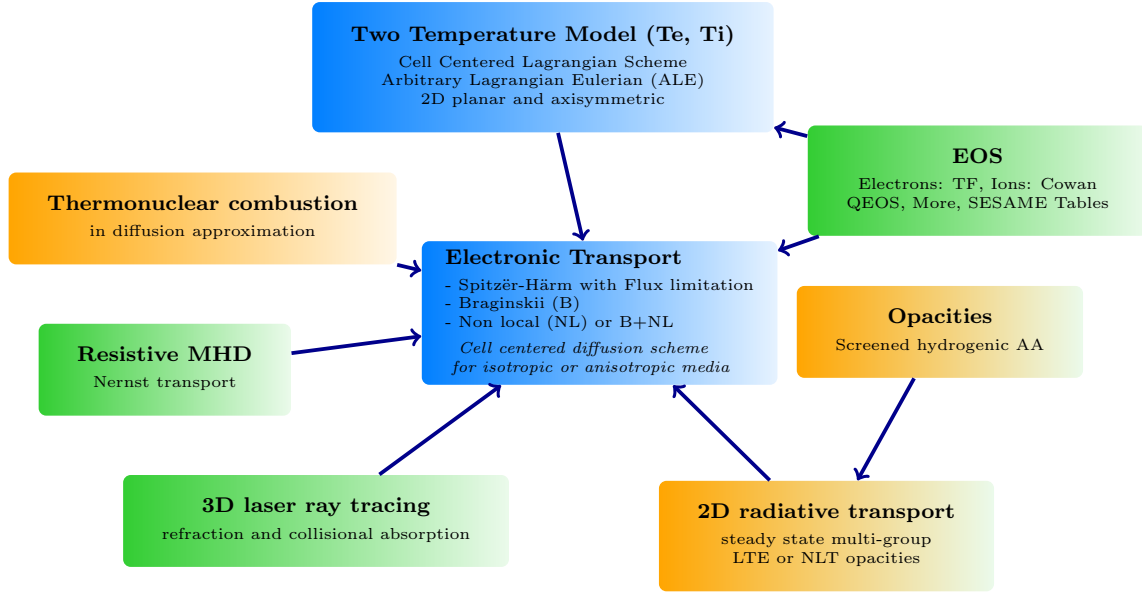 Two Temperature Model (Te, Ti)
Cell Centered Lagrangian Scheme
Arbitrary Lagrangian Eulerian (ALE)
2D planar and axisymmetric
EOS
Electrons: TF, Ions: Cowan
QEOS, More, SESAME Tables
Thermonuclear combustion
in diffusion approximation
Electronic Transport
- Spitzër-Härm with Flux limitation
- Braginskii (B)
- Non local (NL) or B+NL
Cell centered diffusion scheme
for isotropic or anisotropic media
Opacities
Screened hydrogenic AA
Resistive MHD
Nernst transport
3D laser ray tracing
refraction and collisional absorption
2D radiative transport
steady state multi-group
LTE or NLT opacities